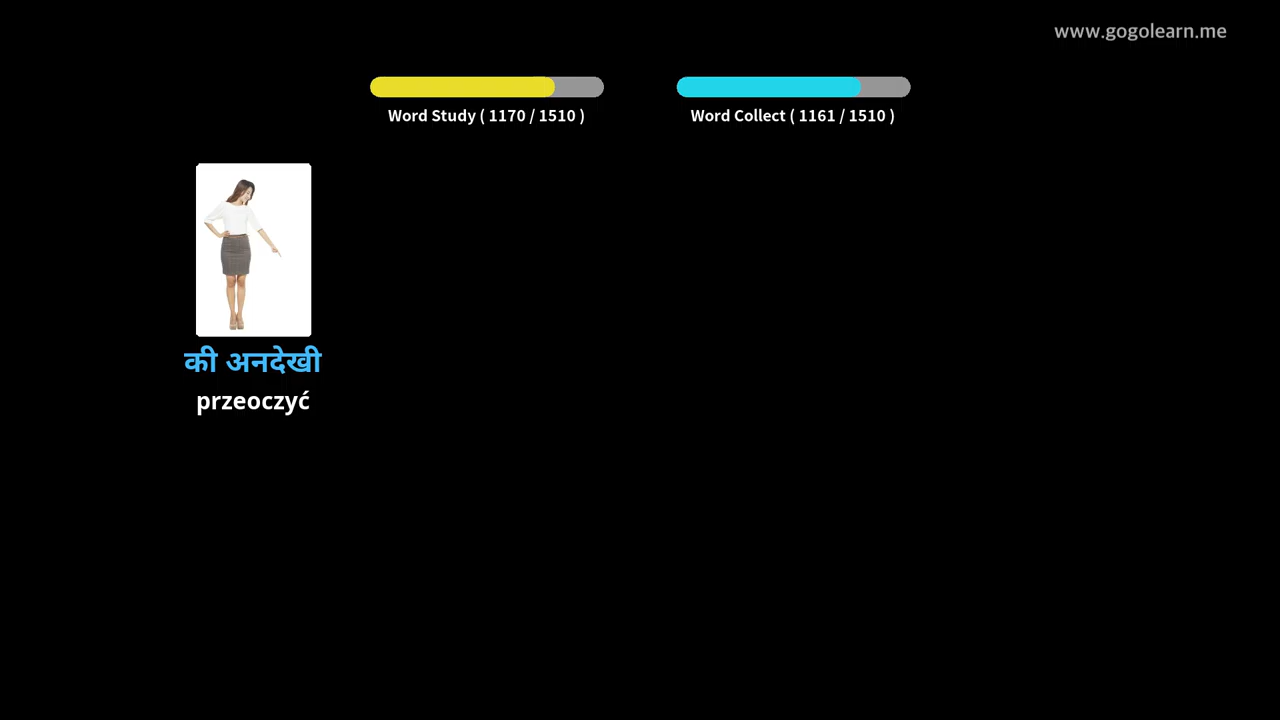 www.gogolearn.me
Word Study ( 1170 / 1510 )
Word Collect ( 1161 / 1510 )
की अनदेखी
przeoczyć